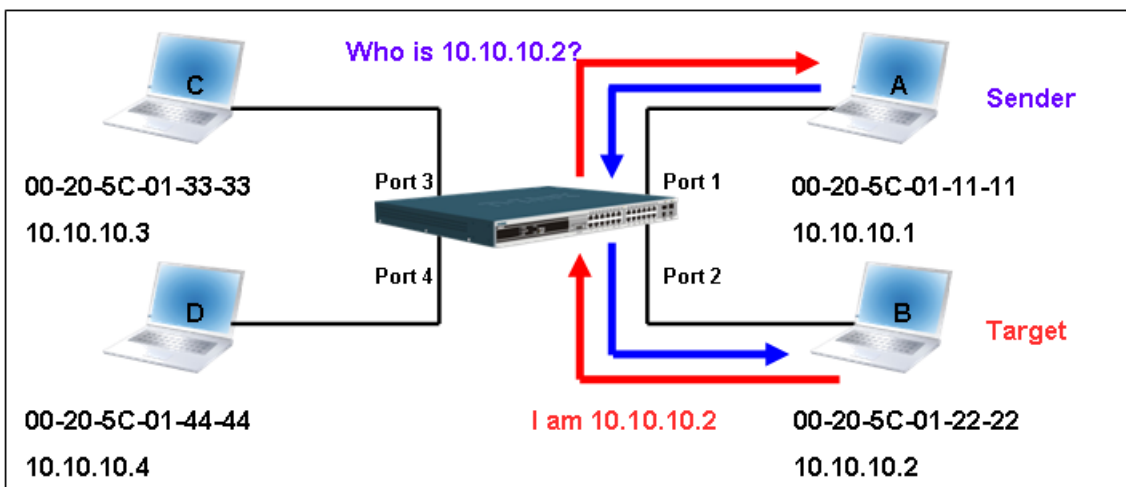 Who is 10.10.10.2?
C
A
Sender
00-20-5C-01-33-33
10.10.10.3
Port 3
Port 1
00-20-5C-01-11-11
10.10.10.1
Port 4
Port 2
D
B
Target
00-20-5C-01-44-44
10.10.10.4
I am 10.10.10.2
00-20-5C-01-22-22
10.10.10.2